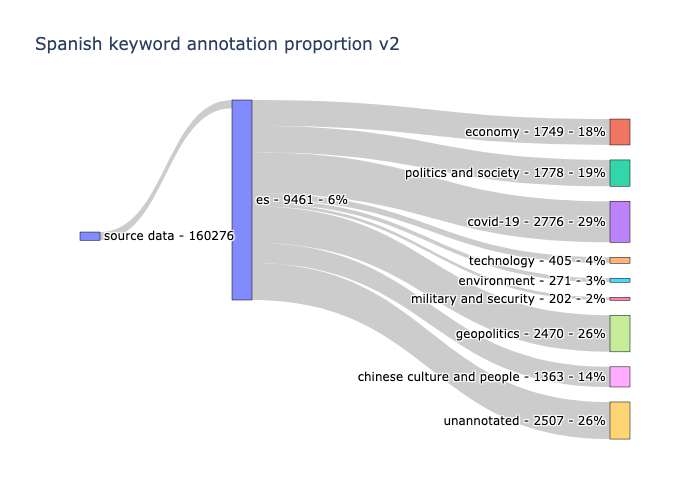 Spanish keyword annotation proportion v2
economy - 1749 - 18%
politics and society - 1778 - 19%
es - 9461 - 6%
covid-19 - 2776 - 29%
source data - 160276
technology - 405 - 4%
environment - 271 - 3%
military and security - 202 - 2%
geopolitics - 2470 - 26%
chinese culture and people - 1363 - 14%
unannotated - 2507 - 26%